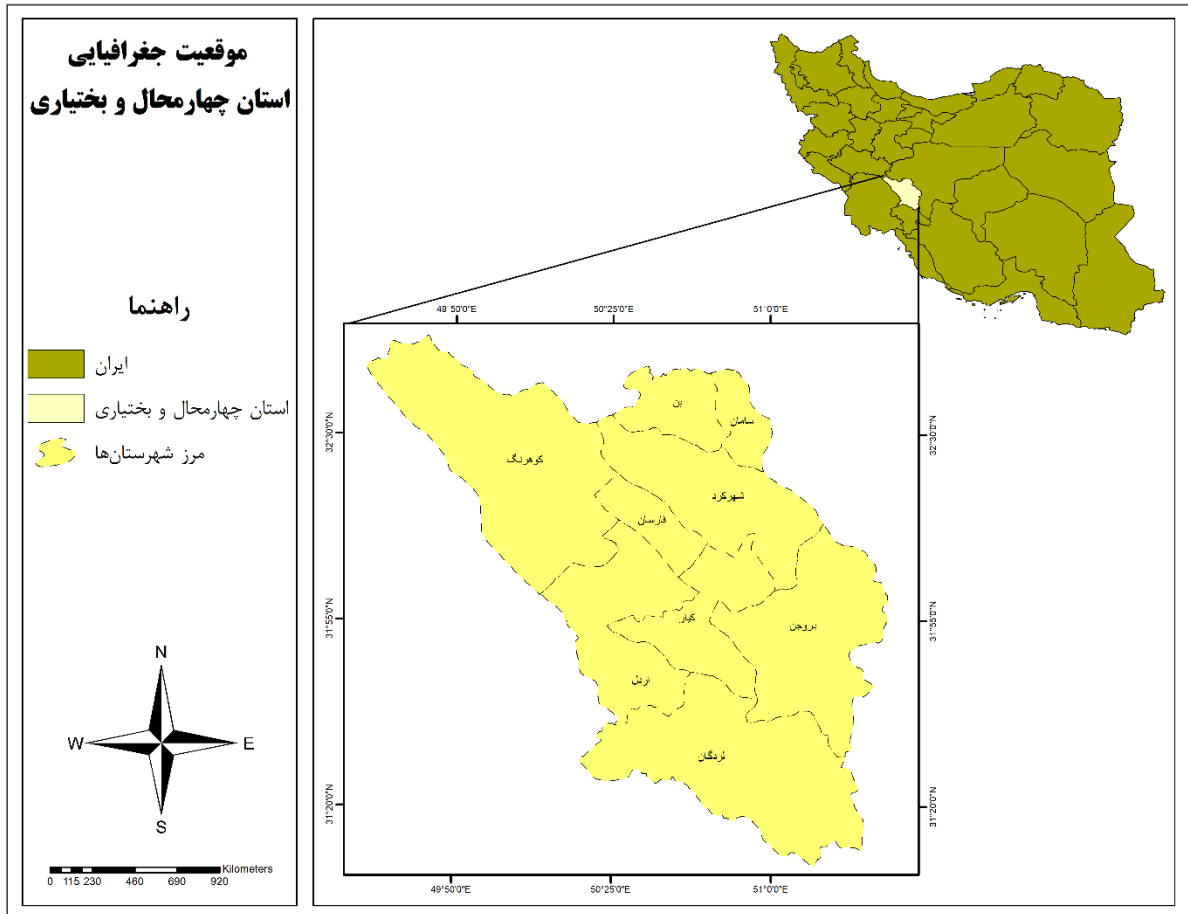 موقعیت جغرافیایی
استان چهارمحال و بختیاری
راهنما
ایران
استان چهارمحال و بختیاری
مرز شهرستان‌ها
N
W E
S
Kilometers
0 115 230 460 690 920
49°50'0"E 50°25'0"E 51°0'0"E
32°30'0"N 32°30'0"N
31°55'0"N 31°55'0"N
31°20'0"N 31°20'0"N
بن
سامان
کوهرنگ
شهرکرد
فارسان
کیار
بروجن
اردل
لردگان
49°50'0"E 50°25'0"E 51°0'0"E